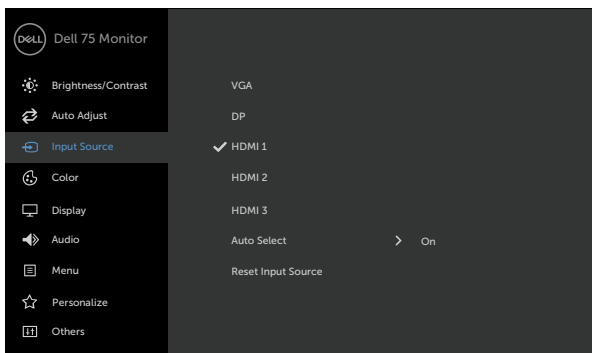 DELL Dell 75 Monitor
Brightness/Contrast VGA
Auto Adjust DP
Input Source HDMI 1
Color HDMI 2
Display HDMI 3
Audio Auto Select On
Menu Reset Input Source
Personalize
Others